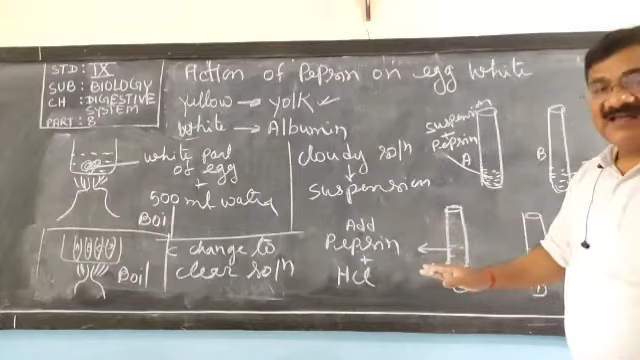 STD: IX
SUB: BIOLOGY
CH: DIGESTIVE
SYSTEM
PART: 8
Action of Pepsin on egg white
yellow → yolk ✓
White → Albumin
white part
of egg
+
500 ml water
Boil
cloudy soln
↓
suspension
suspension
+
Pepsin
A
B
Boil
change to
clear soln
Add
Pepsin
+
HCl
D